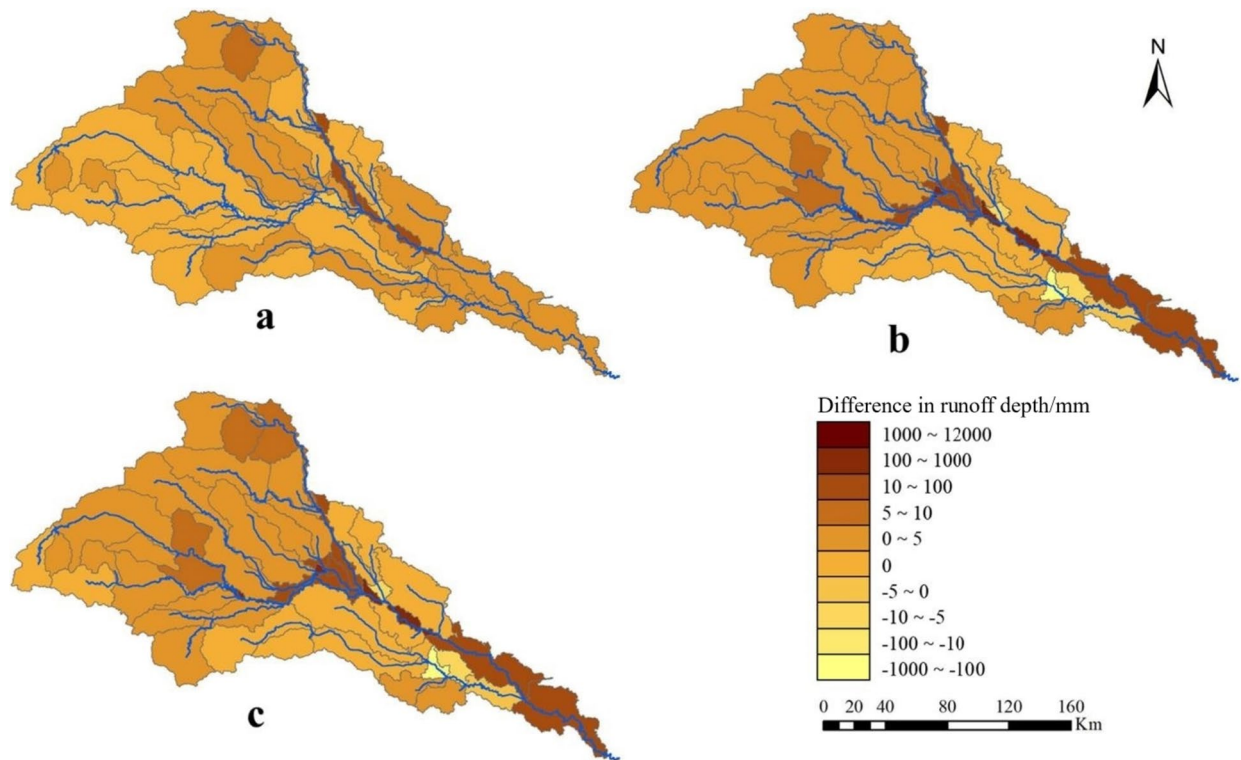 N
a
b
c
Difference in runoff depth/mm
1000 ~ 12000
100 ~ 1000
10 ~ 100
5 ~ 10
0 ~ 5
0
-5 ~ 0
-10 ~ -5
-100 ~ -10
-1000 ~ -100
0 20 40 80 120 160
Km